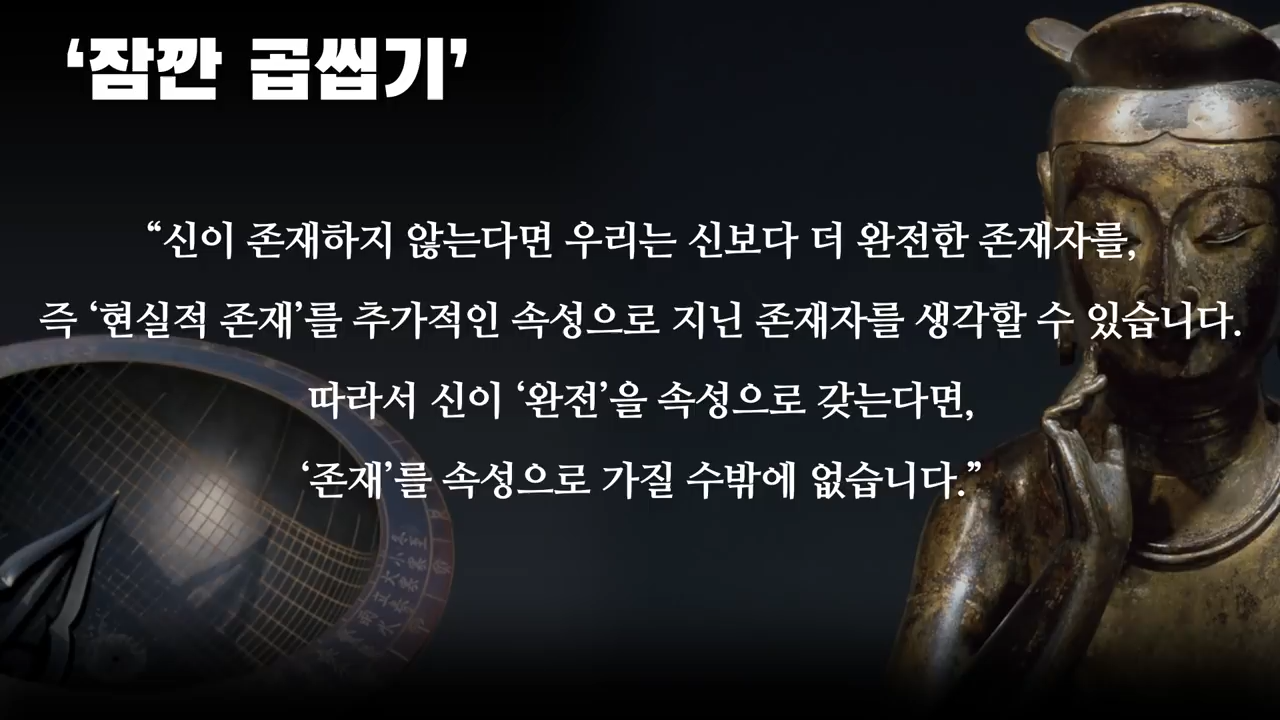 ‘잠깐 곱씹기’
“신이 존재하지 않는다면 우리는 신보다 더 완전한 존재자를,
즉 ‘현실적 존재’를 추가적인 속성으로 지닌 존재자를 생각할 수 있습니다.
따라서 신이 ‘완전’을 속성으로 갖는다면,
‘존재’를 속성으로 가질 수밖에 없습니다.”